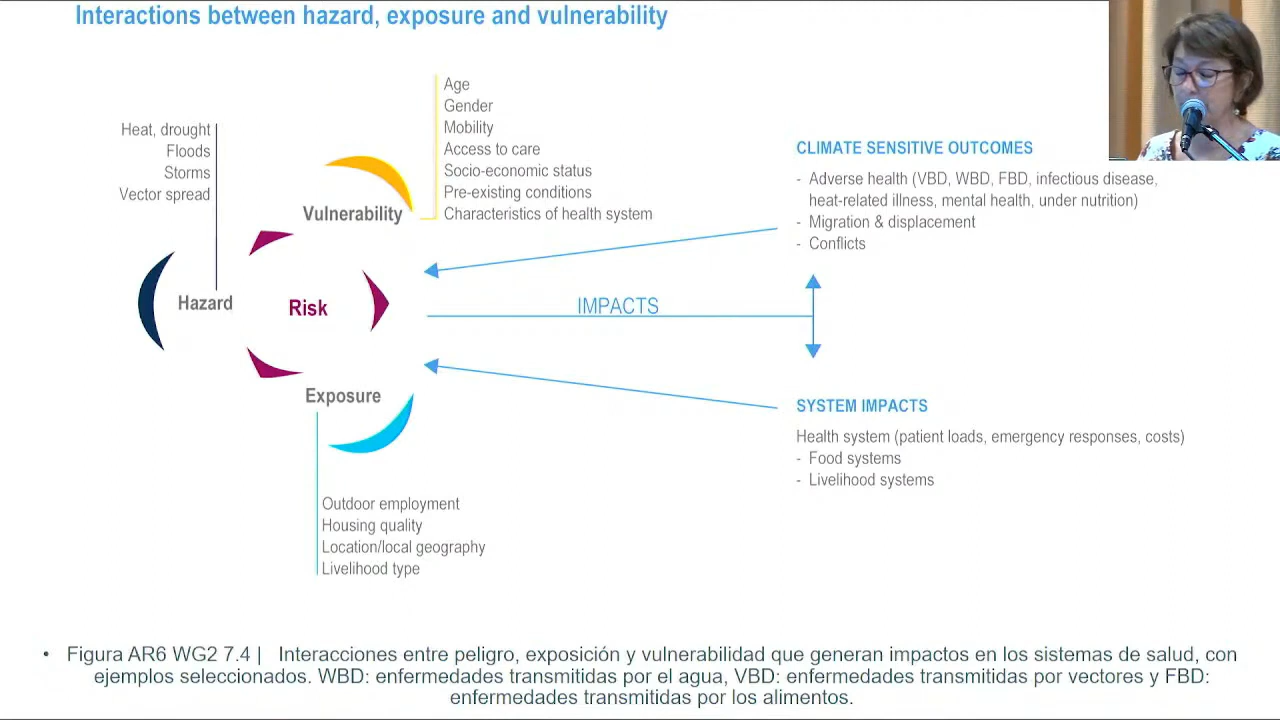 Interactions between hazard, exposure and vulnerability
Age
Gender
Mobility
Access to care
Socio-economic status
Pre-existing conditions
Characteristics of health system
Heat, drought
Floods
Storms
Vector spread
Vulnerability
Hazard
Risk
Exposure
Outdoor employment
Housing quality
Location/local geography
Livelihood type
IMPACTS
CLIMATE SENSITIVE OUTCOMES
- Adverse health (VBD, WBD, FBD, infectious disease,
heat-related illness, mental health, under nutrition)
- Migration & displacement
- Conflicts
SYSTEM IMPACTS
Health system (patient loads, emergency responses, costs)
- Food systems
- Livelihood systems
• Figura AR6 WG2 7.4 | Interacciones entre peligro, exposición y vulnerabilidad que generan impactos en los sistemas de salud, con
ejemplos seleccionados. WBD: enfermedades transmitidas por el agua, VBD: enfermedades transmitidas por vectores y FBD:
enfermedades transmitidas por los alimentos.